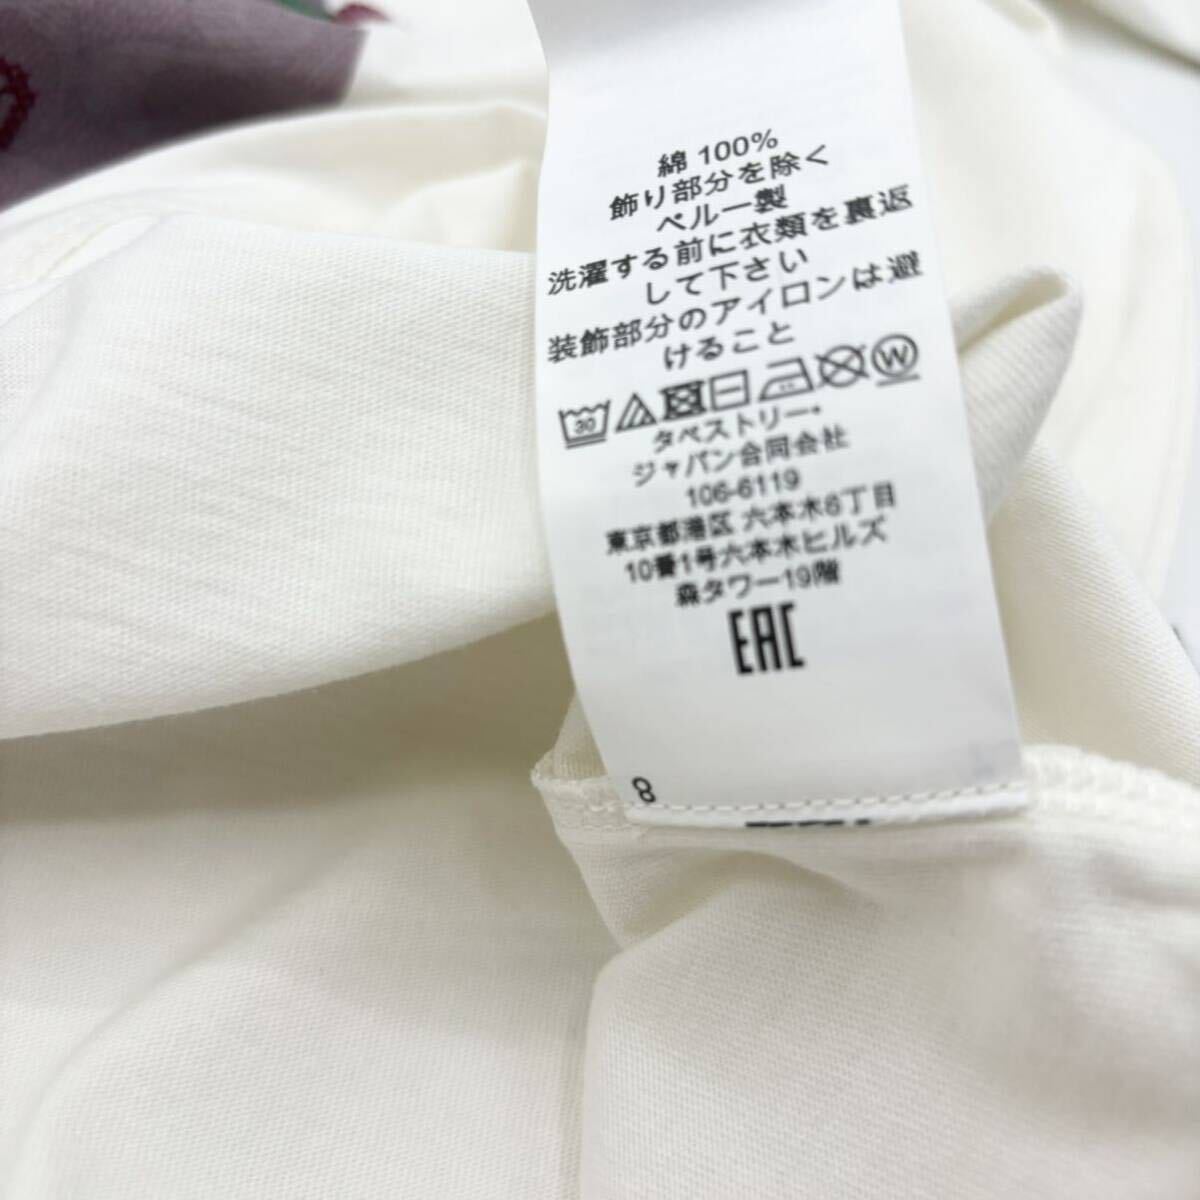 綿 100%
飾り部分を除く
ペルー製
洗濯する前に衣類を裏返
して下さい
装飾部分のアイロンは避
けること
30
W
タペストリー・
ジャパン合同会社
106-6119
東京都港区 六本木6丁目
10番1号六本木ヒルズ
森タワー19階
EAC
8